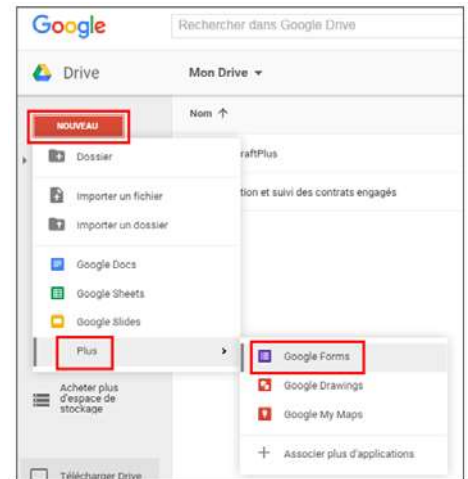 Google
Rechercher dans Google Drive
Drive
Mon Drive
NOUVEAU
Nom ↑
Dossier
raftPlus
Importer un fichier
tion et suivi des contrats engagés
Importer un dossier
Google Docs
Google Sheets
Google Slides
Plus
Google Forms
Google Drawings
Google My Maps
Associer plus d'applications
Acheter plus
d'espace de
stockage
Télécharger Drive